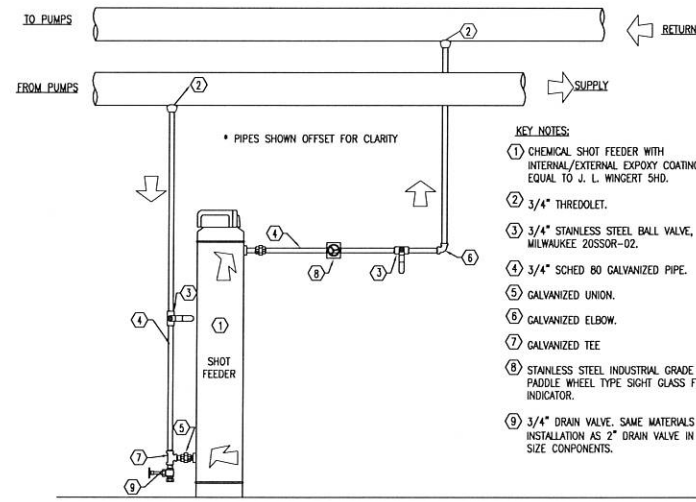 TO PUMPS
2
RETURN
FROM PUMPS
2
SUPPLY
* PIPES SHOWN OFFSET FOR CLARITY
KEY NOTES:
1 CHEMICAL SHOT FEEDER WITH
INTERNAL/EXTERNAL EXPOXY COATING
EQUAL TO J. L. WINGERT 5HD.
2 3/4" THREDOLET.
3 3/4" STAINLESS STEEL BALL VALVE,
MILWAUKEE 20SSOR-02.
4 3/4" SCHED 80 GALVANIZED PIPE.
5 GALVANIZED UNION.
6 GALVANIZED ELBOW.
7 GALVANIZED TEE
8 STAINLESS STEEL INDUSTRIAL GRADE
PADDLE WHEEL TYPE SIGHT GLASS
INDICATOR.
9 3/4" DRAIN VALVE. SAME MATERIALS
INSTALLATION AS 2" DRAIN VALVE IN
SIZE CONPONENTS.
4
8
3
6
3
4
1
SHOT
FEEDER
5
7
9